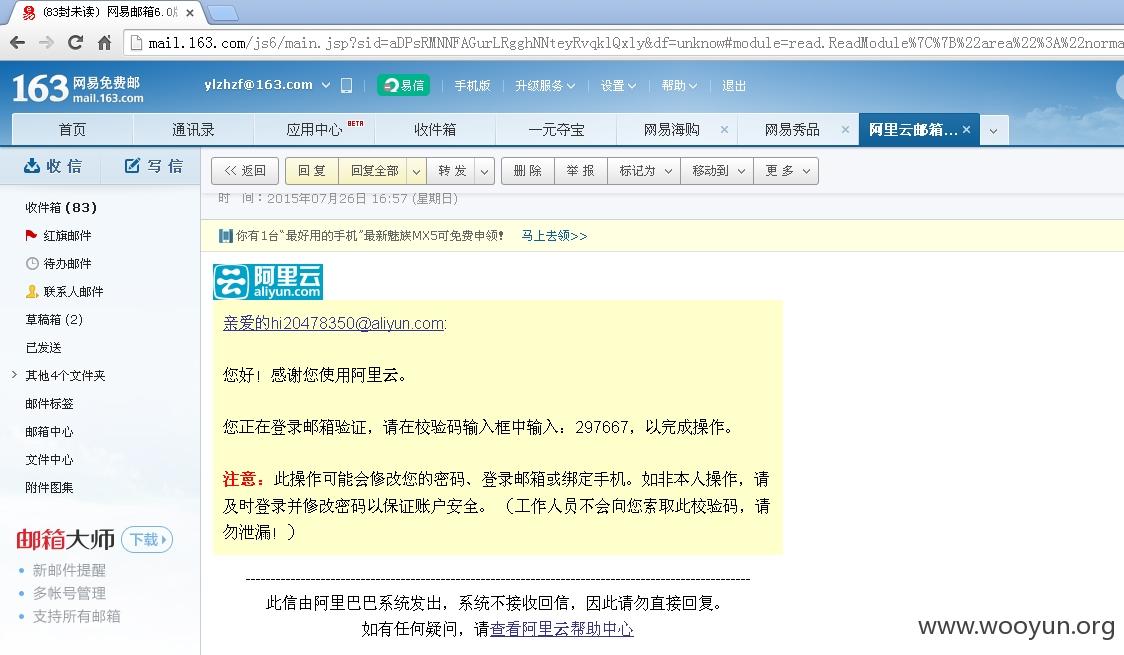 (83封未读) 网易邮箱6.0版
mail.163.com/js6/main.jsp?sid=aDPsRMNNFAGurLRgghNNteyRvqklQxly&df=unknow#module=read.ReadModule%7C%7B%22area%22%3A%22norma
163 网易免费邮 mail.163.com
ylzhzf@163.com 易信 手机版 升级服务 设置 帮助 退出
首页 通讯录 应用中心 BETA 收件箱 一元夺宝 网易海购 × 网易秀品 × 阿里云邮箱... ×
收 信 写 信
<< 返回 回 复 回复全部 转 发 删 除 举 报 标记为 移动到 更 多
时 间：2015年07月26日 16:57 (星期日)
收件箱 (83)
红旗邮件
待办邮件
联系人邮件
草稿箱 (2)
已发送
其他4个文件夹
邮件标签
邮箱中心
文件中心
附件图集
邮箱大师 下载
• 新邮件提醒
• 多帐号管理
• 支持所有邮箱
你有1台“最好用的手机”最新魅族MX5可免费申领! 马上去领>>
阿里云
aliyun.com
亲爱的hi20478350@aliyun.com:
您好！感谢您使用阿里云。
您正在登录邮箱验证，请在校验码输入框中输入：297667，以完成操作。
注意：此操作可能会修改您的密码、登录邮箱或绑定手机。如非本人操作，请
及时登录并修改密码以保证账户安全。（工作人员不会向您索取此校验码，请
勿泄漏！）
此信由阿里巴巴系统发出，系统不接收回信，因此请勿直接回复。
如有任何疑问，请查看阿里云帮助中心
www.wooyun.org